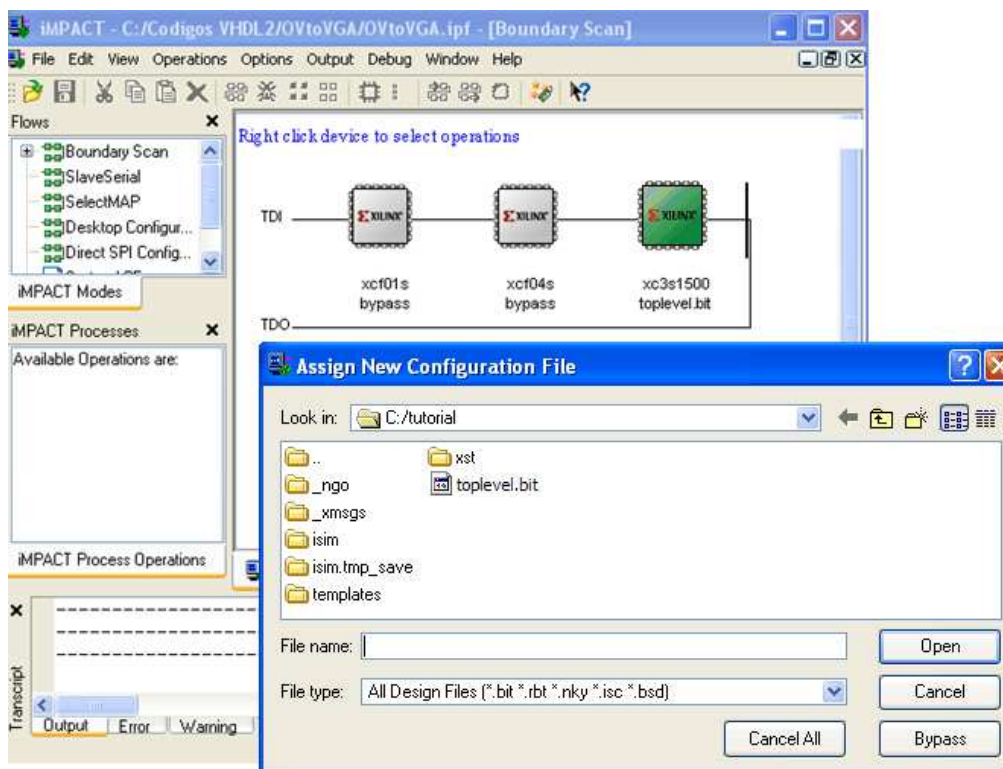 iMPACT - C:/Codigos VHDL2/OVtoVGA/OVtoVGA.ipf - [Boundary Scan]
File Edit View Operations Options Output Debug Window Help
Flows
Boundary Scan
SlaveSerial
SelectMAP
Desktop Configur...
Direct SPI Config...
iMPACT Modes
iMPACT Processes
Available Operations are:
iMPACT Process Operations
Right click device to select operations
TDI
XILINX XILINX XILINX
xcf01s xcf04s xc3s1500
bypass bypass toplevel.bit
TDO
Assign New Configuration File
Look in: C:/tutorial
..
_ngo
_xmsgs
isim
isim.tmp_save
templates
xst
toplevel.bit
File name: Open
File type: All Design Files (*.bit *.rbt *.nky *.isc *.bsd) Cancel
Cancel All Bypass
Transcript
Output Error Warning